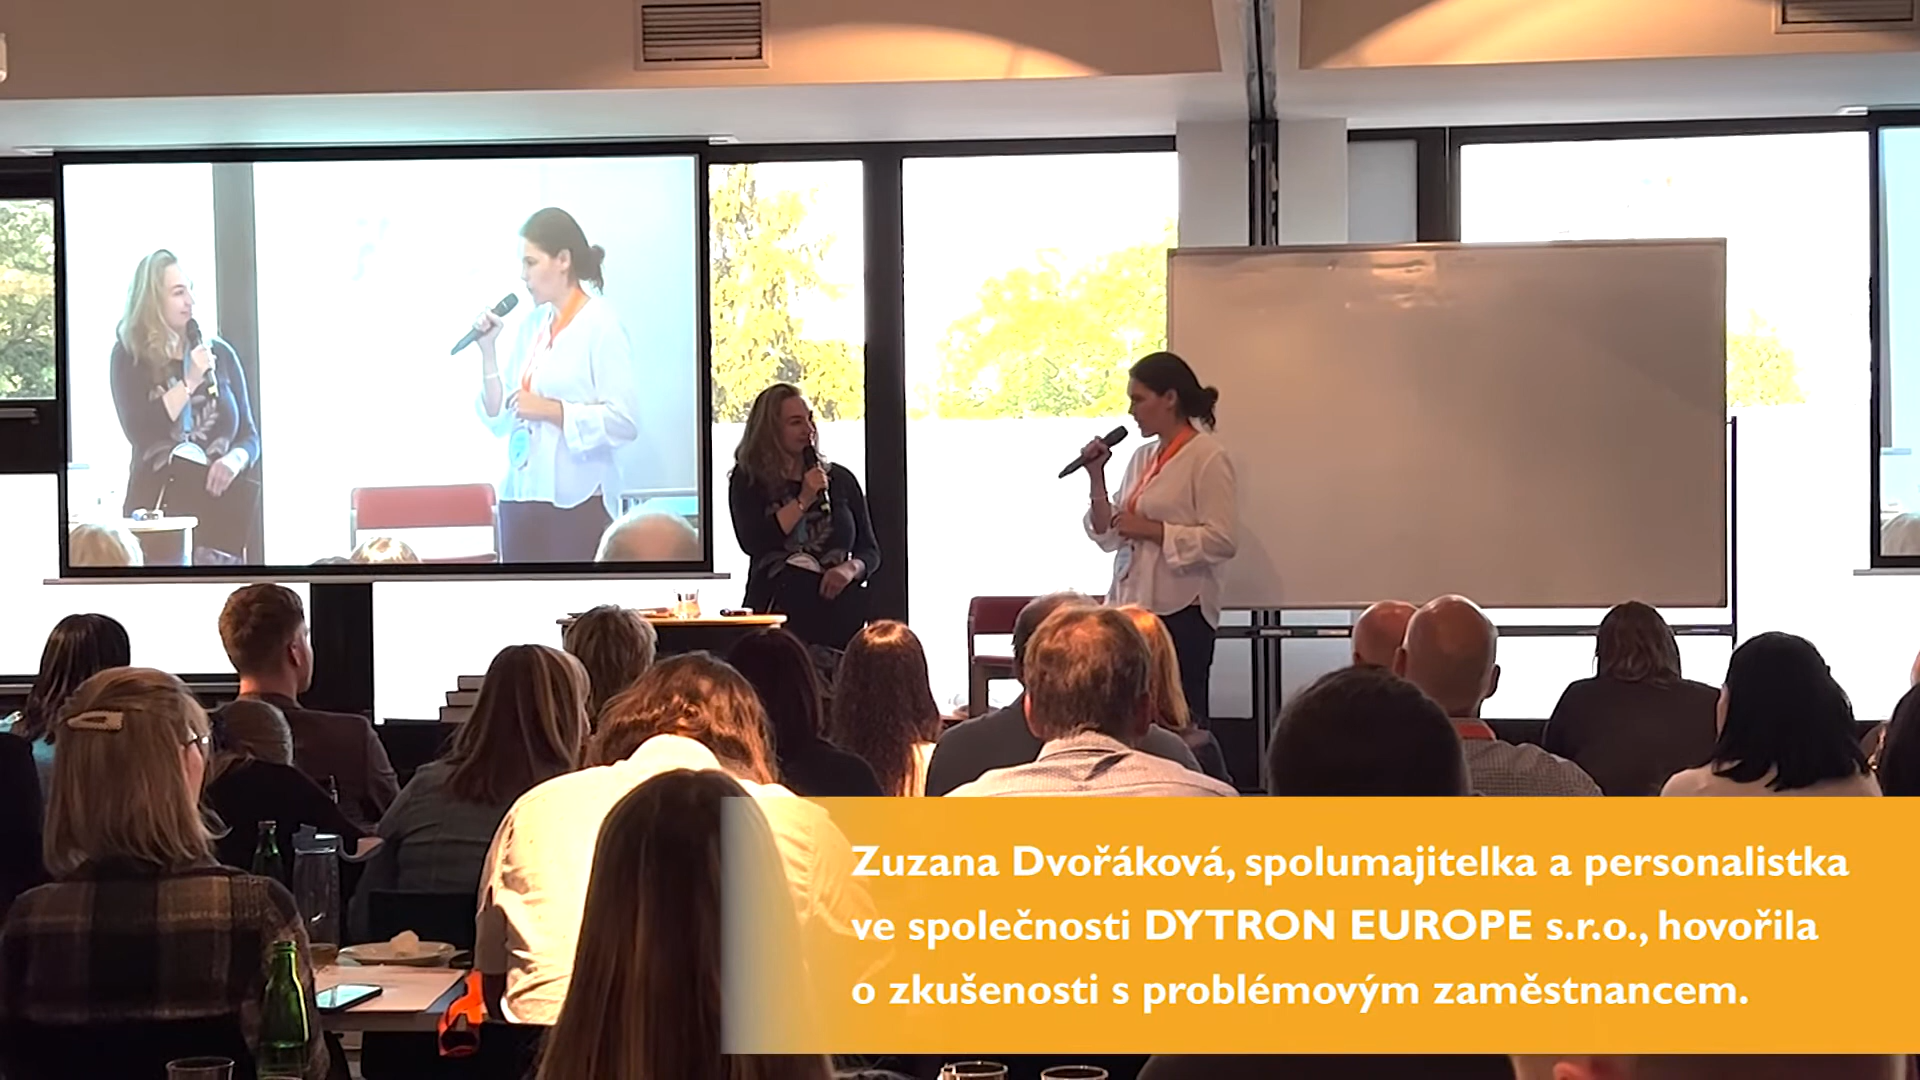 Zuzana Dvořáková, spolumajitelka a personalistka
ve společnosti DYTRON EUROPE s.r.o., hovořila
o zkušenosti s problémovým zaměstnancem.